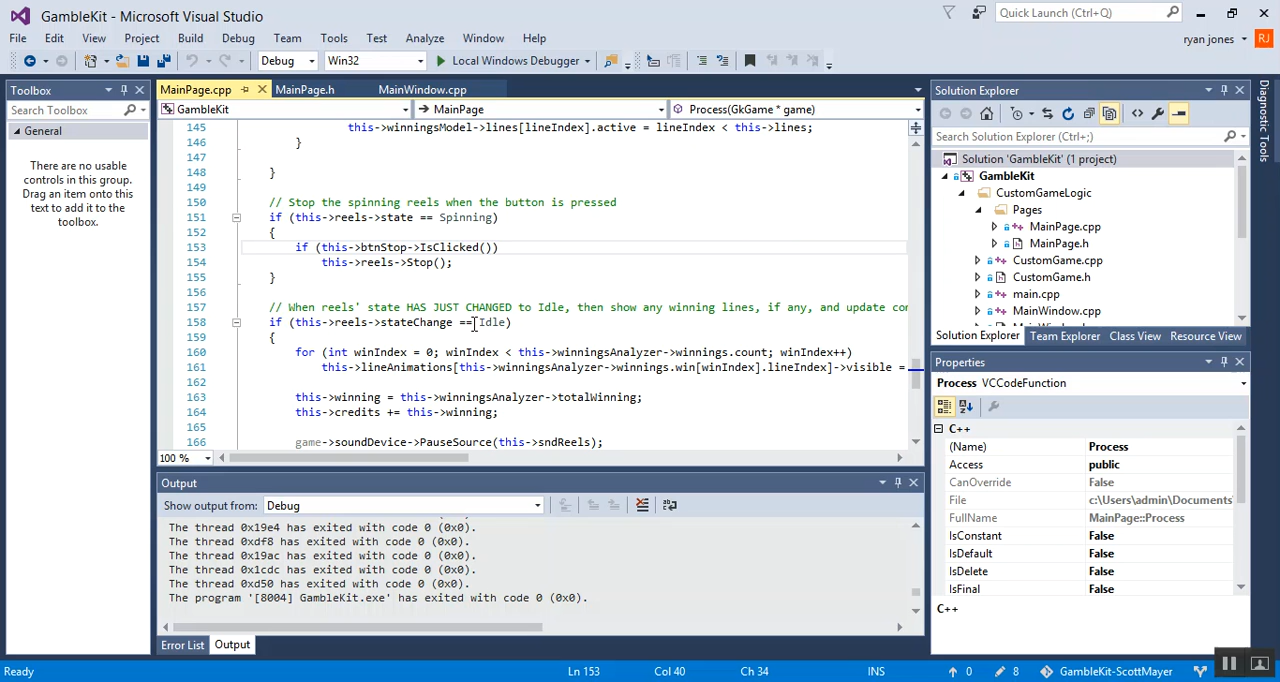 GambleKit - Microsoft Visual Studio
Quick Launch (Ctrl+Q)
File Edit View Project Build Debug Team Tools Test Analyze Window Help
ryan jones RJ
Debug Win32 Local Windows Debugger
Toolbox
Search Toolbox
General
There are no usable
controls in this group.
Drag an item onto this
text to add it to the
toolbox.
MainPage.cpp MainPage.h MainWindow.cpp
GambleKit MainPage Process(GkGame * game)
145 this->winningsModel->lines[lineIndex].active = lineIndex < this->lines;
146 }
147
148 }
149
150 // Stop the spinning reels when the button is pressed
151 if (this->reels->state == Spinning)
152 {
153 if (this->btnStop->IsClicked())
154 this->reels->Stop();
155 }
156
157 // When reels' state HAS JUST CHANGED to Idle, then show any winning lines, if any, and update cor
158 if (this->reels->stateChange == Idle)
159 {
160 for (int winIndex = 0; winIndex < this->winningsAnalyzer->winnings.count; winIndex++)
161 this->lineAnimations[this->winningsAnalyzer->winnings.win[winIndex].lineIndex]->visible =
162
163 this->winning = this->winningsAnalyzer->totalWinning;
164 this->credits += this->winning;
165
166 game->soundDevice->PauseSource(this->sndReels);
100 %
Output
Show output from: Debug
The thread 0x19e4 has exited with code 0 (0x0).
The thread 0xdf8 has exited with code 0 (0x0).
The thread 0x19ac has exited with code 0 (0x0).
The thread 0x1cdc has exited with code 0 (0x0).
The thread 0xd50 has exited with code 0 (0x0).
The program '[8004] GambleKit.exe' has exited with code 0 (0x0).
Error List Output
Solution Explorer
Search Solution Explorer (Ctrl+;)
Solution 'GambleKit' (1 project)
GambleKit
CustomGameLogic
Pages
MainPage.cpp
MainPage.h
CustomGame.cpp
CustomGame.h
main.cpp
MainWindow.cpp
Solution Explorer Team Explorer Class View Resource View
Properties
Process VCCodeFunction
C++
(Name) Process
Access public
CanOverride False
File c:\Users\admin\Documents\
FullName MainPage::Process
IsConstant False
IsDefault False
IsDelete False
IsFinal False
C++
Diagnostic Tools
Ready Ln 153 Col 40 Ch 34 INS 0 8 GambleKit-ScottMayer